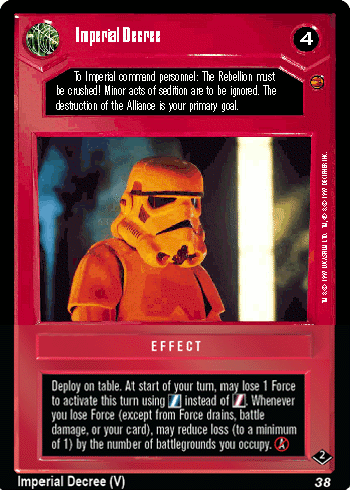 Imperial Decree
4
To Imperial command personnel: The Rebellion must
be crushed! Minor acts of sedition are to be ignored. The
destruction of the Alliance is your primary goal.
EFFECT
Deploy on table. At start of your turn, may lose 1 Force
to activate this turn using instead of . Whenever
you lose Force (except from Force drains, battle
damage, or your card), may reduce loss (to a minimum
of 1) by the number of battlegrounds you occupy.
2
Imperial Decree (V)
38